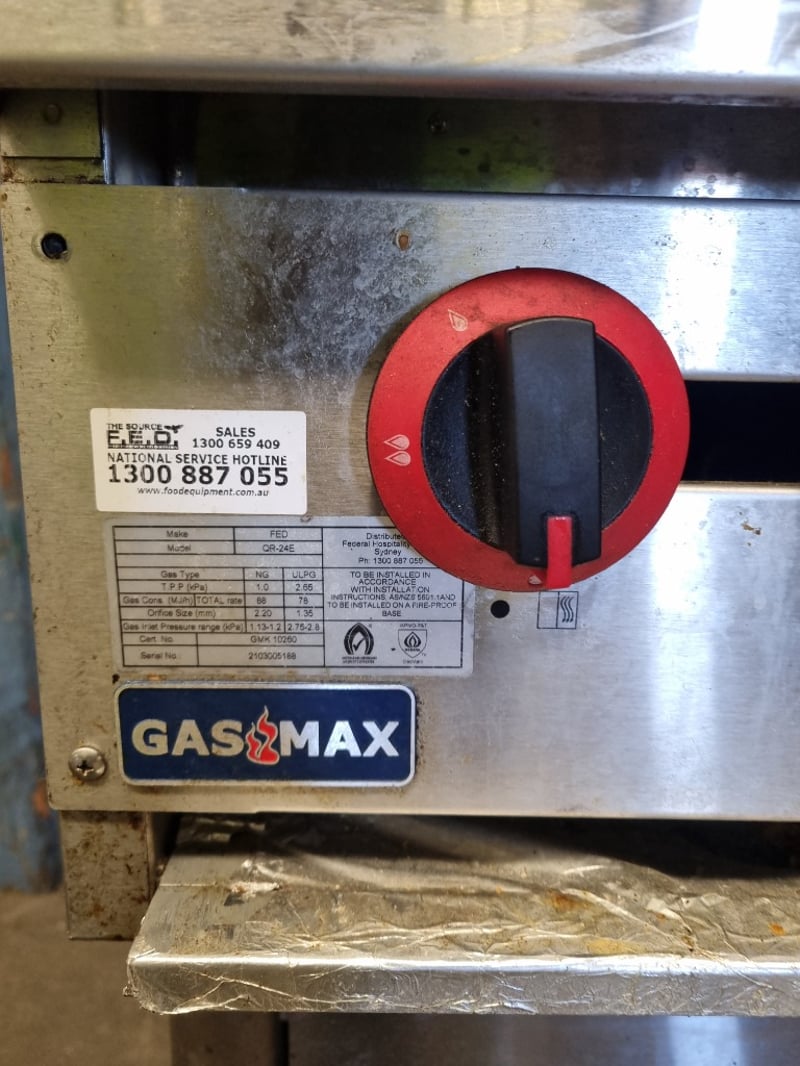 THE SOURCE
F.E.D.
SALES
1300 659 409
NATIONAL SERVICE HOTLINE
1300 887 055
www.foodequipment.com.au
Make FED
Model QR-24E
Gas Type NG ULPG
T.P.P (kPa) 1.0 2.65
Gas Cons. (MJ/h) TOTAL rate 88 78
Orifice Size (mm) 2.20 1.35
Gas Inlet Pressure range (kPa) 1.13-1.2 2.75-2.8
Cert. No. GMK 10260
Serial No. 2103005188
Distribute
Federal Hospitality
Sydney
Ph: 1300 887 055
TO BE INSTALLED IN
ACCORDANCE
WITH INSTALLATION
INSTRUCTIONS, AS/NZS 5601.1AND
TO BE INSTALLED ON A FIRE-PROOF
BASE
GASMAX